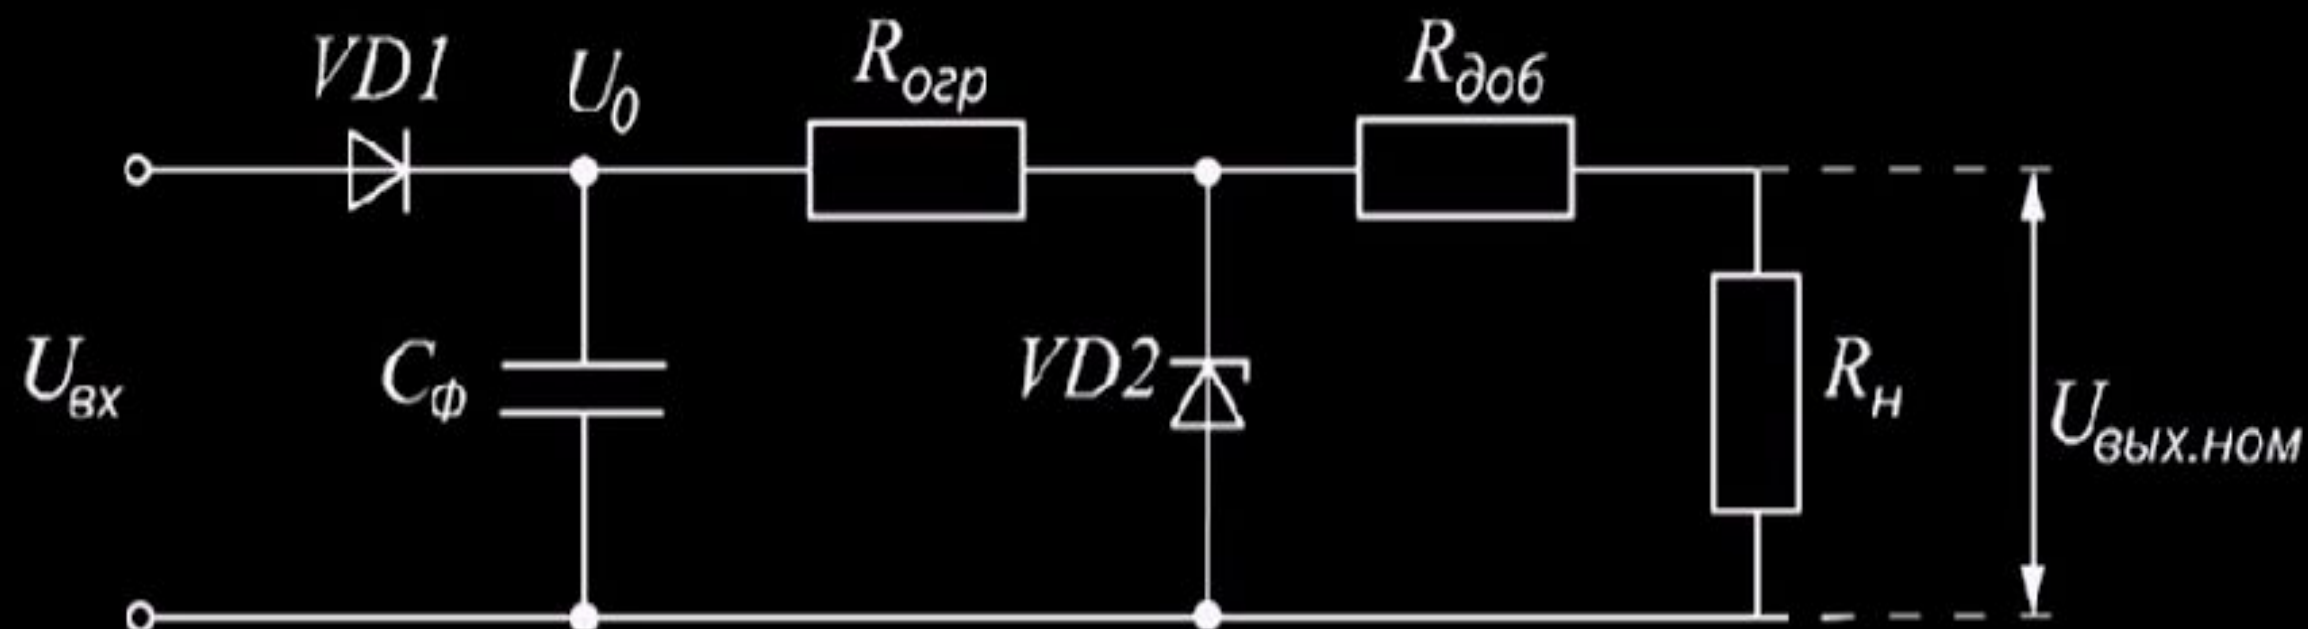 VD1
U0
Rогр
Rдоб
Uвх
Cф
VD2
Rн
Uвых.ном